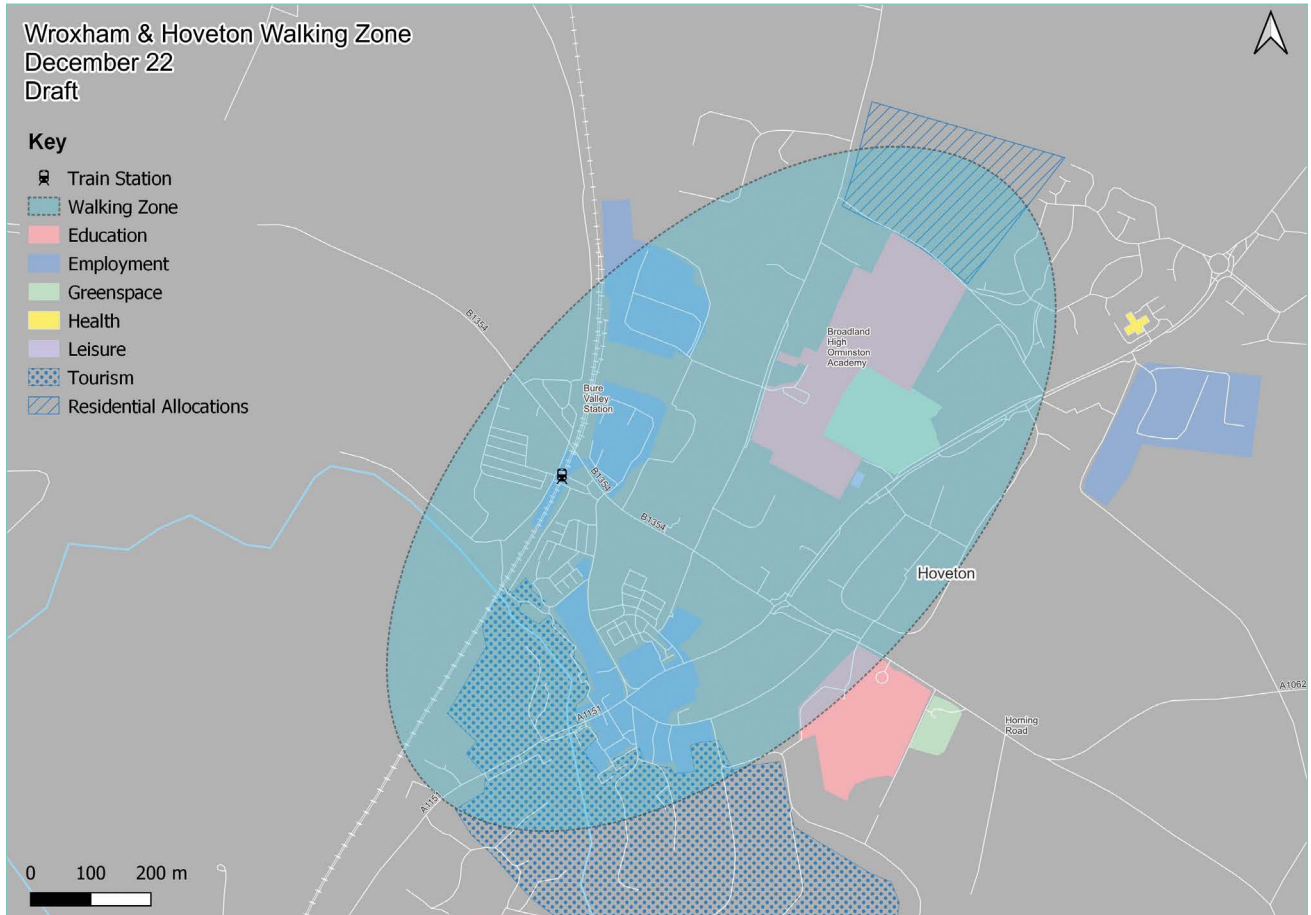 Wroxham & Hoveton Walking Zone
December 22
Draft
Key
Train Station
Walking Zone
Education
Employment
Greenspace
Health
Leisure
Tourism
Residential Allocations
B1354
Broadland
High
Orminston
Academy
Bure
Valley
Station
B1354
B1354
Hoveton
A1062
A1151
Horning
Road
A1151
0 100 200 m